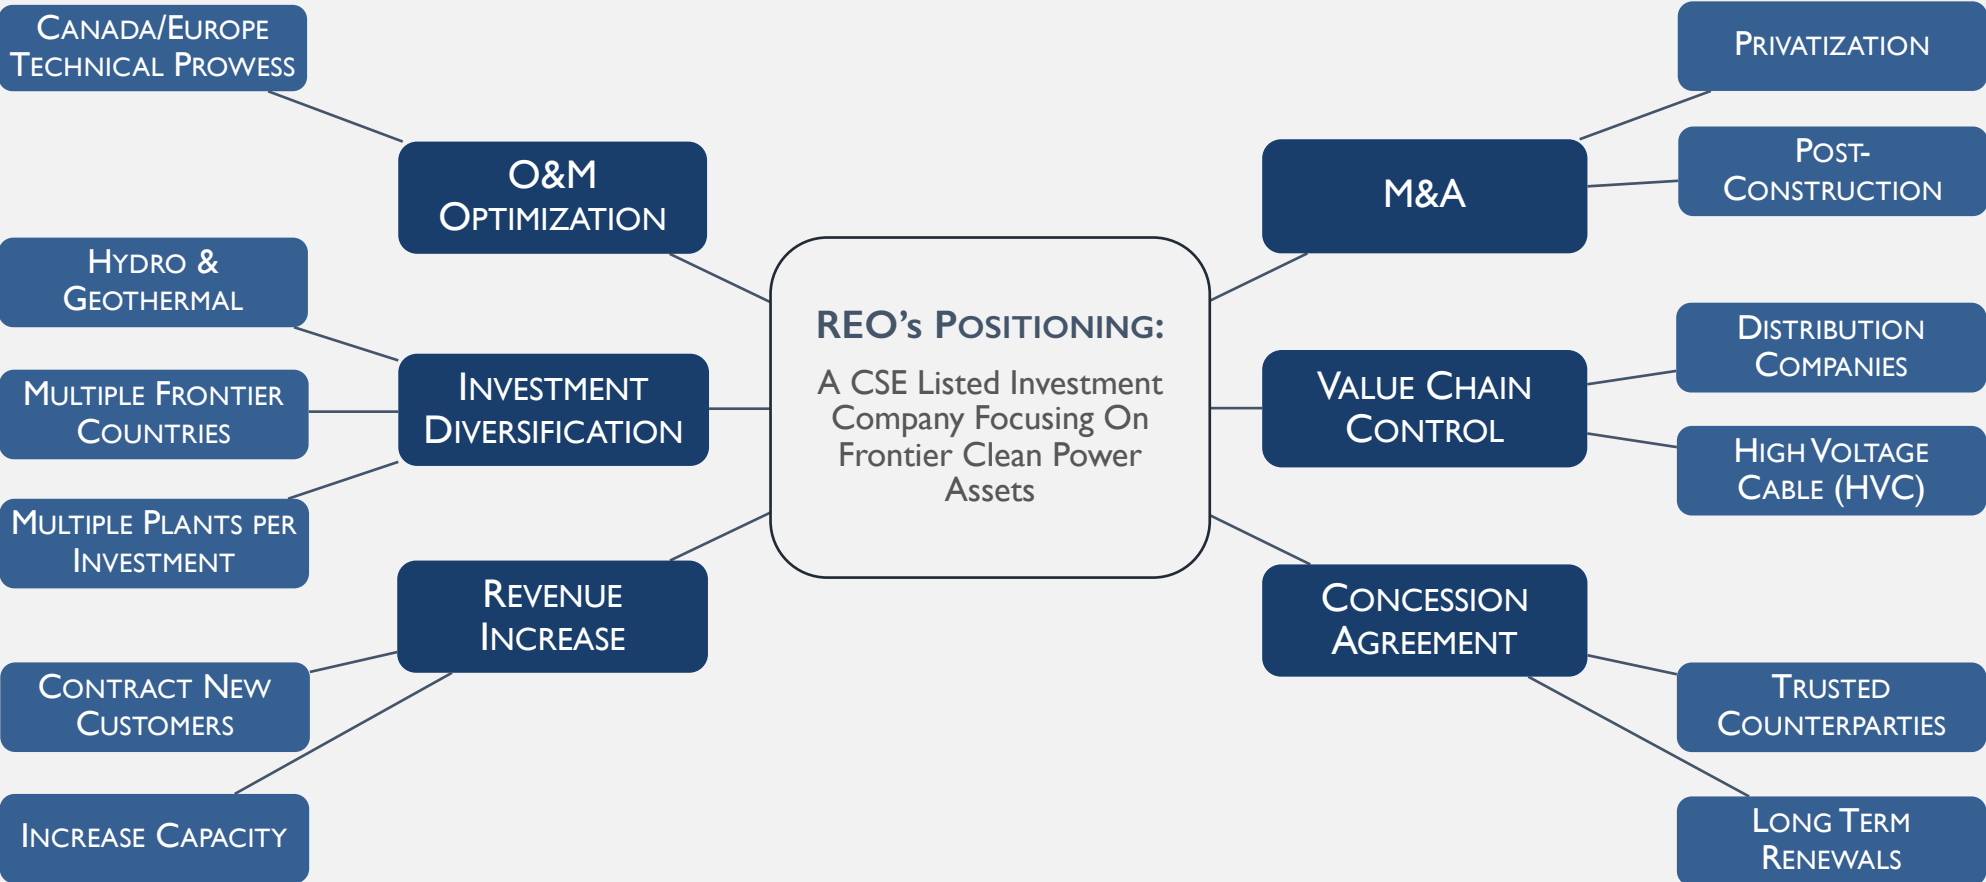 Canada/Europe
Technical Prowess
O&M
Optimization
Hydro &
Geothermal
Multiple Frontier
Countries
Multiple Plants per
Investment
Investment
Diversification
Revenue
Increase
Contract New
Customers
Increase Capacity
REO's Positioning:
A CSE Listed Investment
Company Focusing On
Frontier Clean Power
Assets
M&A
Privatization
Post-
Construction
Value Chain
Control
Distribution
Companies
High Voltage
Cable (HVC)
Concession
Agreement
Trusted
Counterparties
Long Term
Renewals